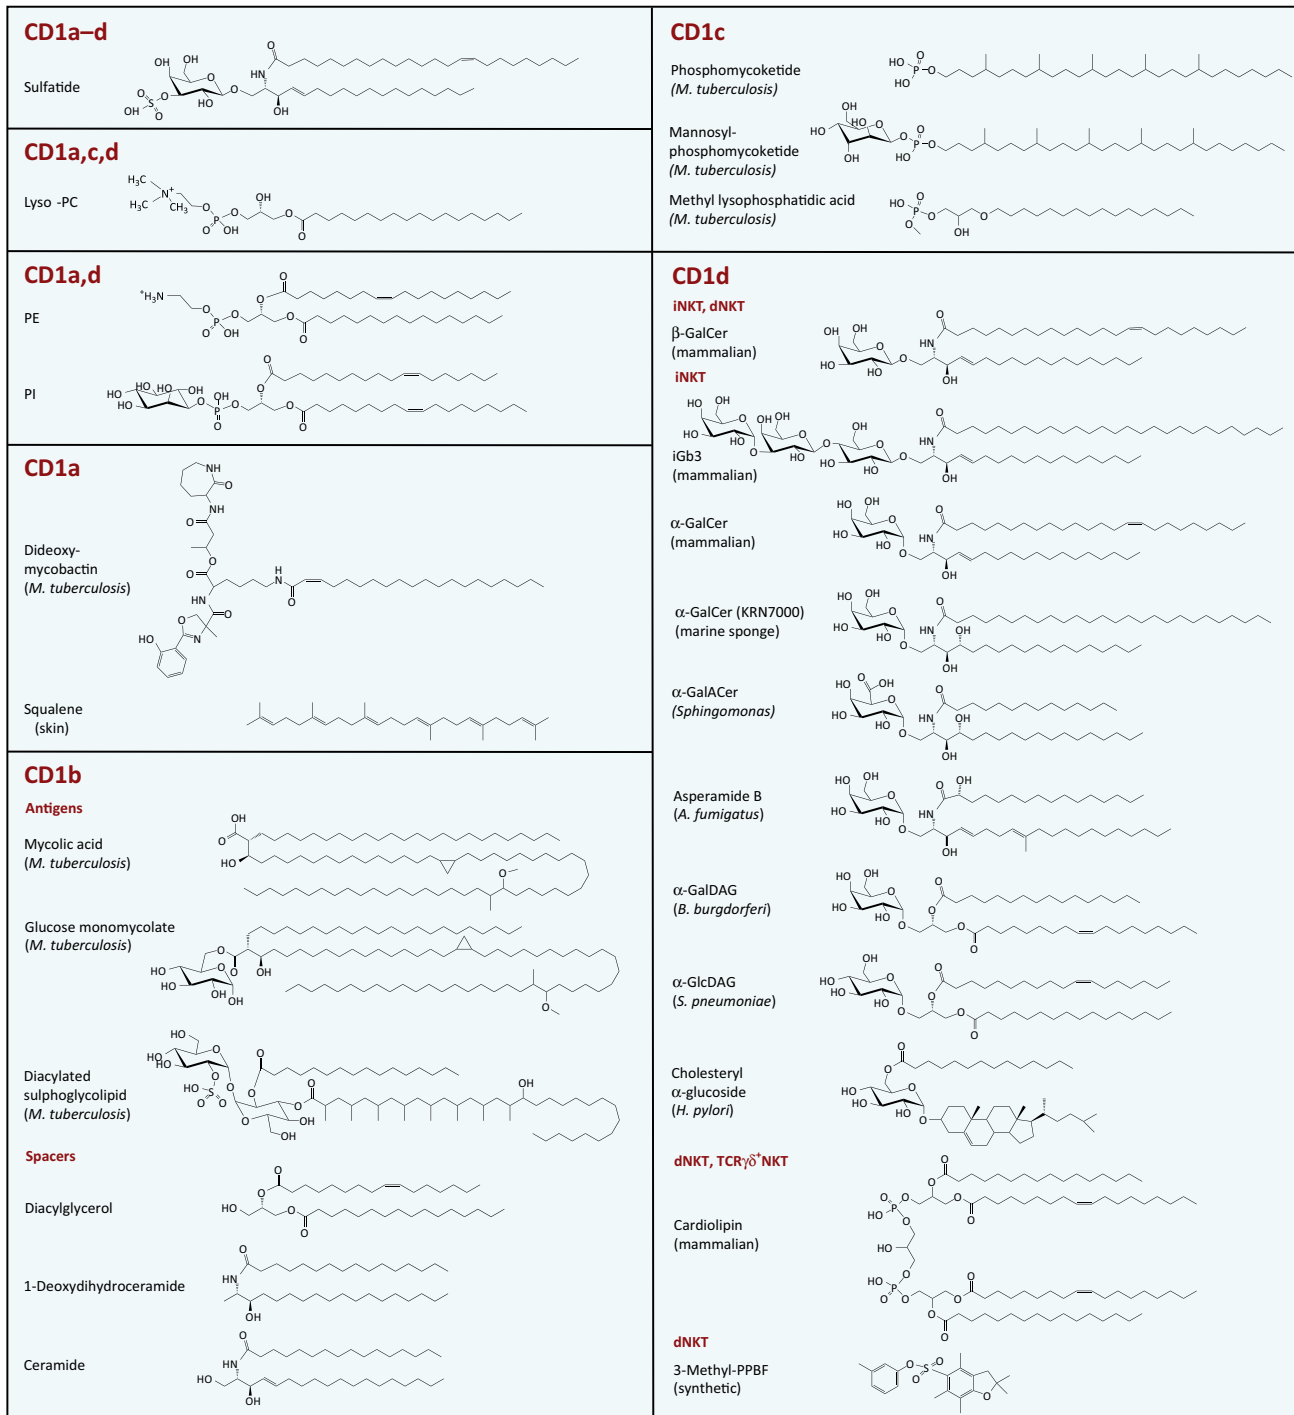 CD1a–d
Sulfatide
CD1a,c,d
Lyso -PC
CD1a,d
PE
PI
CD1a
Dideoxy-
mycobactin
(M. tuberculosis)
Squalene
(skin)
CD1b
Antigens
Mycolic acid
(M. tuberculosis)
Glucose monomycolate
(M. tuberculosis)
Diacylated
sulphoglycolipid
(M. tuberculosis)
Spacers
Diacylglycerol
1-Deoxydihydroceramide
Ceramide
CD1c
Phosphomycoketide
(M. tuberculosis)
Mannosyl-
phosphomycoketide
(M. tuberculosis)
Methyl lysophosphatidic acid
(M. tuberculosis)
CD1d
iNKT, dNKT
β-GalCer
(mammalian)
iNKT
iGb3
(mammalian)
α-GalCer
(mammalian)
α-GalCer (KRN7000)
(marine sponge)
α-GalACer
(Sphingomonas)
Asperamide B
(A. fumigatus)
α-GalDAG
(B. burgdorferi)
α-GlcDAG
(S. pneumoniae)
Cholesteryl
α-glucoside
(H. pylori)
dNKT, TCRγδ⁺NKT
Cardiolipin
(mammalian)
dNKT
3-Methyl-PPBF
(synthetic)